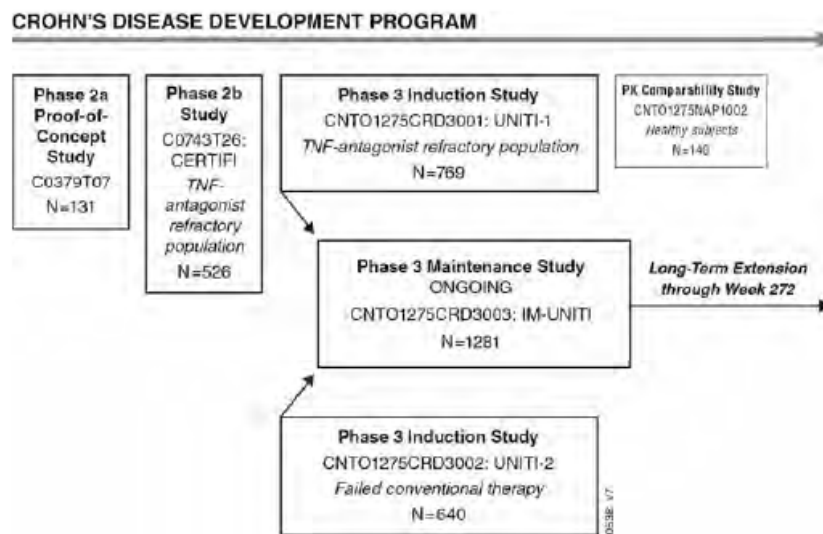 CROHN'S DISEASE DEVELOPMENT PROGRAM
Phase 2a
Proof-of-
Concept
Study
C0379T07
N=131
Phase 2b
Study
C0743T26:
CERTIFI
TNF-
antagonist
refractory
population
N=526
Phase 3 Induction Study
CNTO1275CRD3001: UNITI-1
TNF-antagonist refractory population
N=769
PK Comparability Study
CNTO1275NAP1002
Healthy subjects
N=140
Phase 3 Maintenance Study
ONGOING
CNTO1275CRD3003: IM-UNITI
N=1281
Long-Term Extension
through Week 272
Phase 3 Induction Study
CNTO1275CRD3002: UNITI-2
Failed conventional therapy
N=640